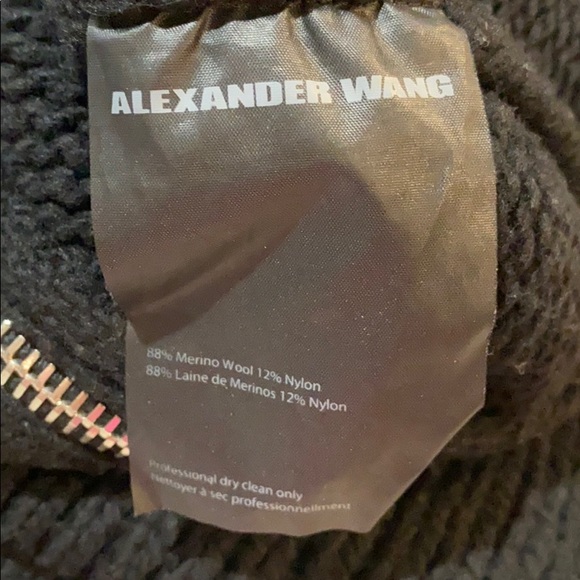 ALEXANDER WANG
88% Merino Wool 12% Nylon
88% Laine de Merinos 12% Nylon
Professional dry clean only
Nettoyer à sec professionnellment